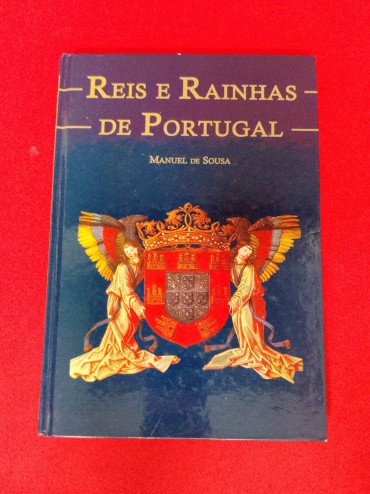 REIS E RAINHAS
DE PORTUGAL
MANUEL DE SOUSA